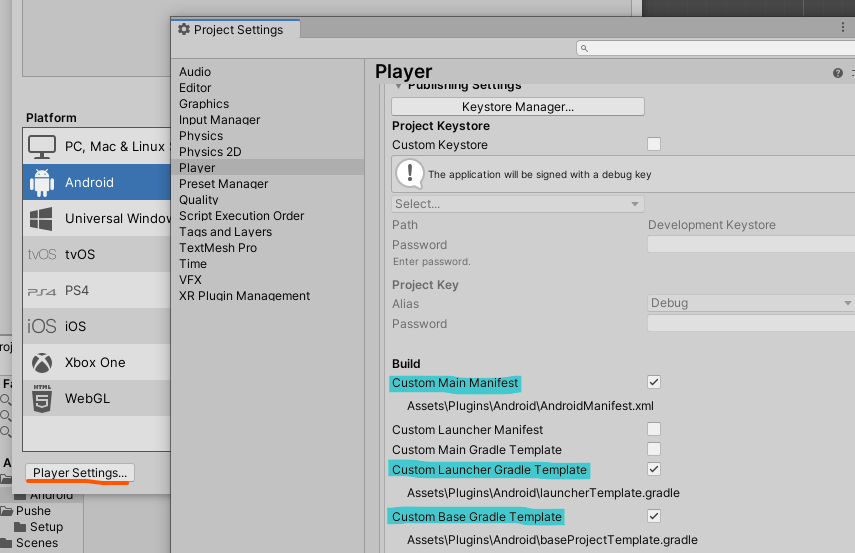 Project Settings
Platform
PC, Mac & Linux
Android
Universal Window
tvOS
tvOS
PS4
PS4
iOS
iOS
Xbox One
HTML
5
WebGL
Player Settings...
Android
Pushe
Setup
Scenes
Audio
Editor
Graphics
Input Manager
Physics
Physics 2D
Player
Preset Manager
Quality
Script Execution Order
Tags and Layers
TextMesh Pro
Time
VFX
XR Plugin Management
Player
Publishing Settings
Keystore Manager...
Project Keystore
Custom Keystore
The application will be signed with a debug key
Select...
Path Development Keystore
Password
Enter password.
Project Key
Alias Debug
Password
Build
Custom Main Manifest
Assets\Plugins\Android\AndroidManifest.xml
Custom Launcher Manifest
Custom Main Gradle Template
Custom Launcher Gradle Template
Assets\Plugins\Android\launcherTemplate.gradle
Custom Base Gradle Template
Assets\Plugins\Android\baseProjectTemplate.gradle